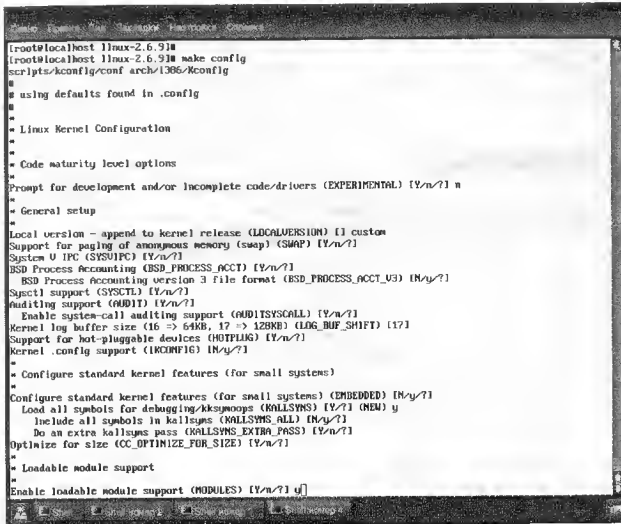 [root@localhost linux-2.6.9]#
[root@localhost linux-2.6.9]# make config
scripts/kconfig/conf arch/i386/Kconfig
#
# using defaults found in .config
#
*
* Linux Kernel Configuration
*
*
* Code maturity level options
*
Prompt for development and/or incomplete code/drivers (EXPERIMENTAL) [Y/n/?] n
*
* General setup
*
Local version - append to kernel release (LOCALVERSION) [] custom
Support for paging of anonymous memory (swap) (SWAP) [Y/n/?]
System V IPC (SYSVIPC) [Y/n/?]
BSD Process Accounting (BSD_PROCESS_ACCT) [Y/n/?]
BSD Process Accounting version 3 file format (BSD_PROCESS_ACCT_V3) [N/y/?]
Sysctl support (SYSCTL) [Y/n/?]
Auditing support (AUDIT) [Y/n/?]
Enable system-call auditing support (AUDITSYSCALL) [Y/n/?]
Kernel log buffer size (16 => 64KB, 17 => 128KB) (LOG_BUF_SHIFT) [17]
Support for hot-pluggable devices (HOTPLUG) [Y/n/?]
Kernel .config support (IKCONFIG) [N/y/?]
*
* Configure standard kernel features (for small systems)
*
Configure standard kernel features (for small systems) (EMBEDDED) [N/y/?]
Load all symbols for debugging/kksymoops (KALLSYMS) [Y/?] (NEW) y
Include all symbols in kallsyms (KALLSYMS_ALL) [N/y/?]
Do an extra kallsyms pass (KALLSYMS_EXTRA_PASS) [Y/n/?]
Optimize for size (CC_OPTIMIZE_FOR_SIZE) [Y/n/?]
*
* Loadable module support
*
Enable loadable module support (MODULES) [Y/n/?] y